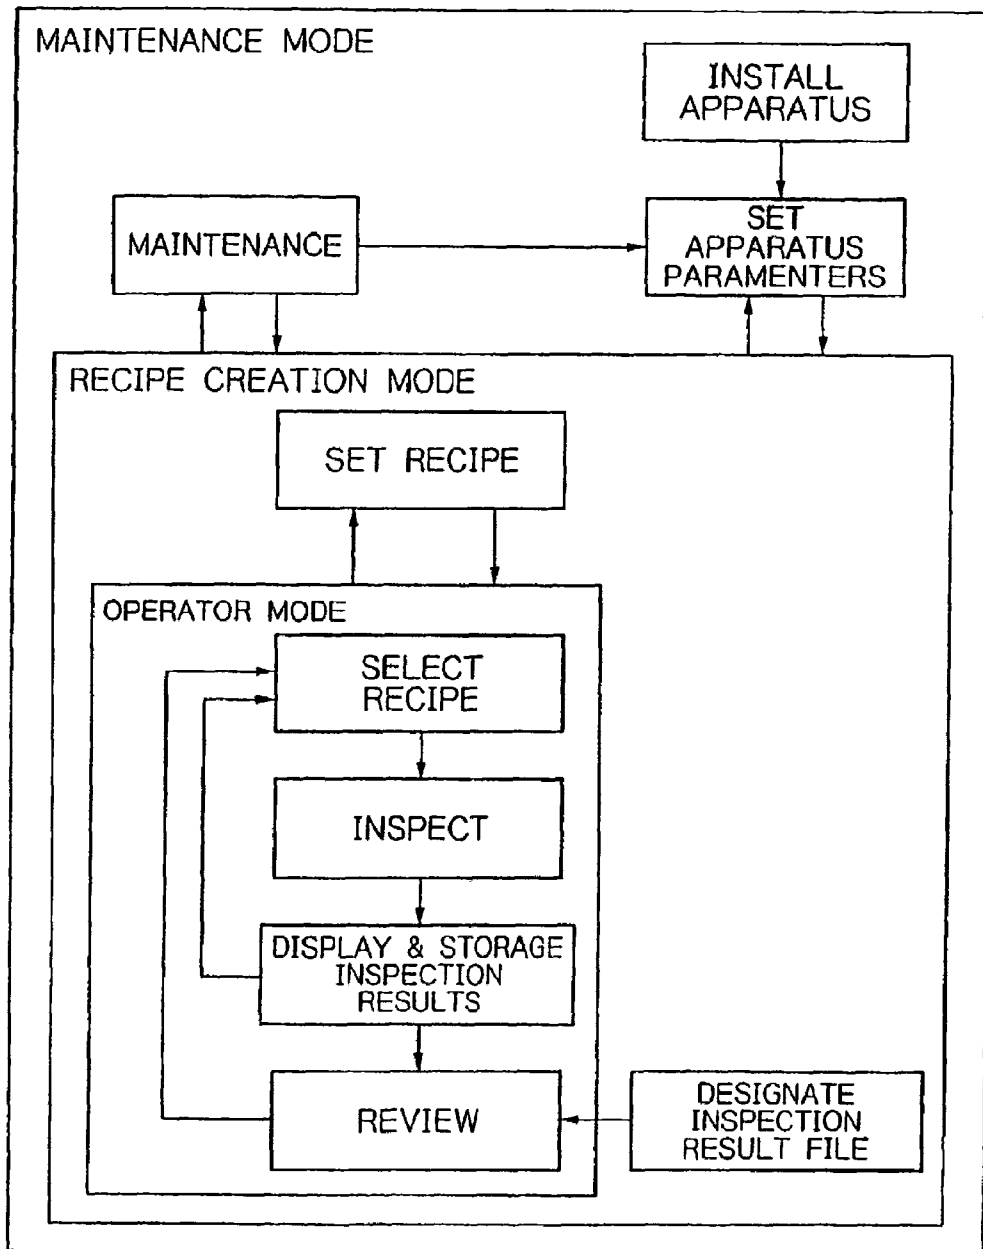 MAINTENANCE MODE
INSTALL
APPARATUS
MAINTENANCE
SET
APPARATUS
PARAMENTERS
RECIPE CREATION MODE
SET RECIPE
OPERATOR MODE
SELECT
RECIPE
INSPECT
DISPLAY & STORAGE
INSPECTION
RESULTS
REVIEW
DESIGNATE
INSPECTION
RESULT FILE